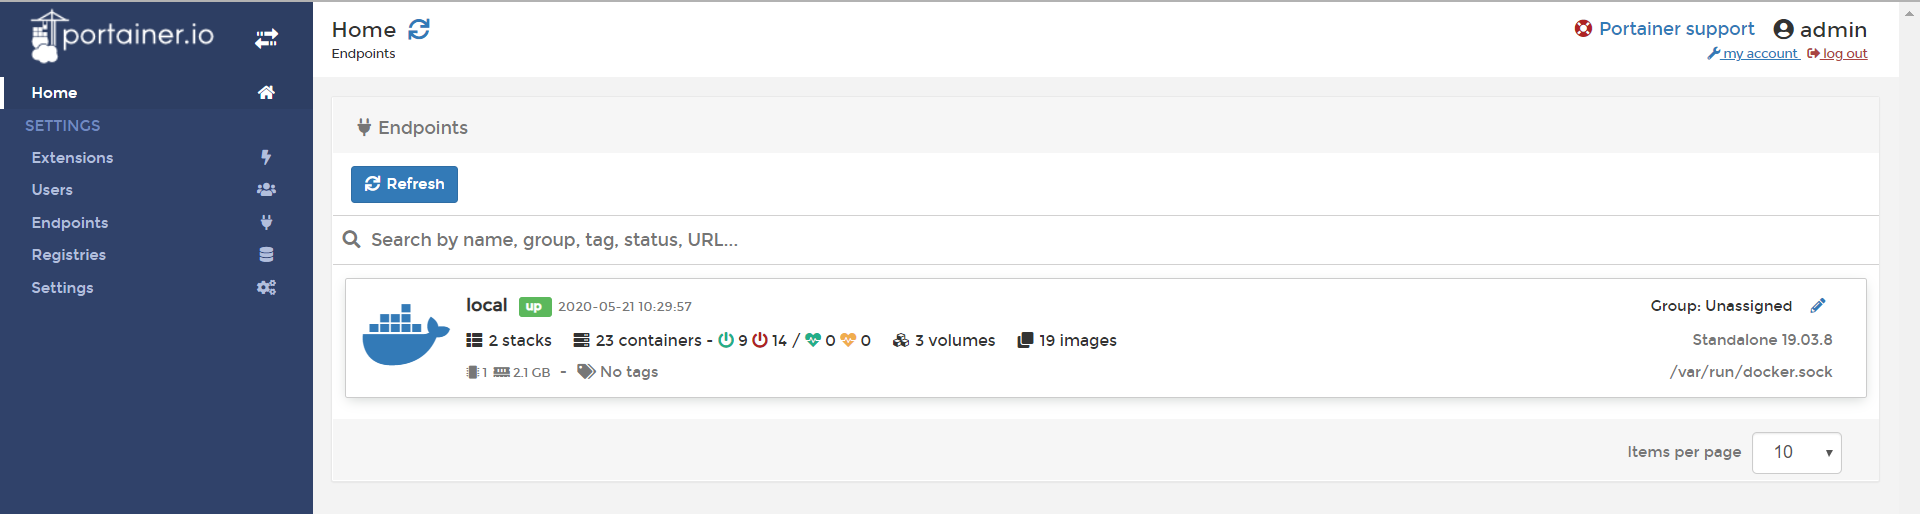 portainer.io
Home
SETTINGS
Extensions
Users
Endpoints
Registries
Settings
Home
Endpoints
Portainer support admin
my account log out
Endpoints
Refresh
Search by name, group, tag, status, URL...
local up 2020-05-21 10:29:57
Group: Unassigned
2 stacks 23 containers - 9 14 / 0 0 3 volumes 19 images
Standalone 19.03.8
1 2.1 GB - No tags
/var/run/docker.sock
Items per page 10